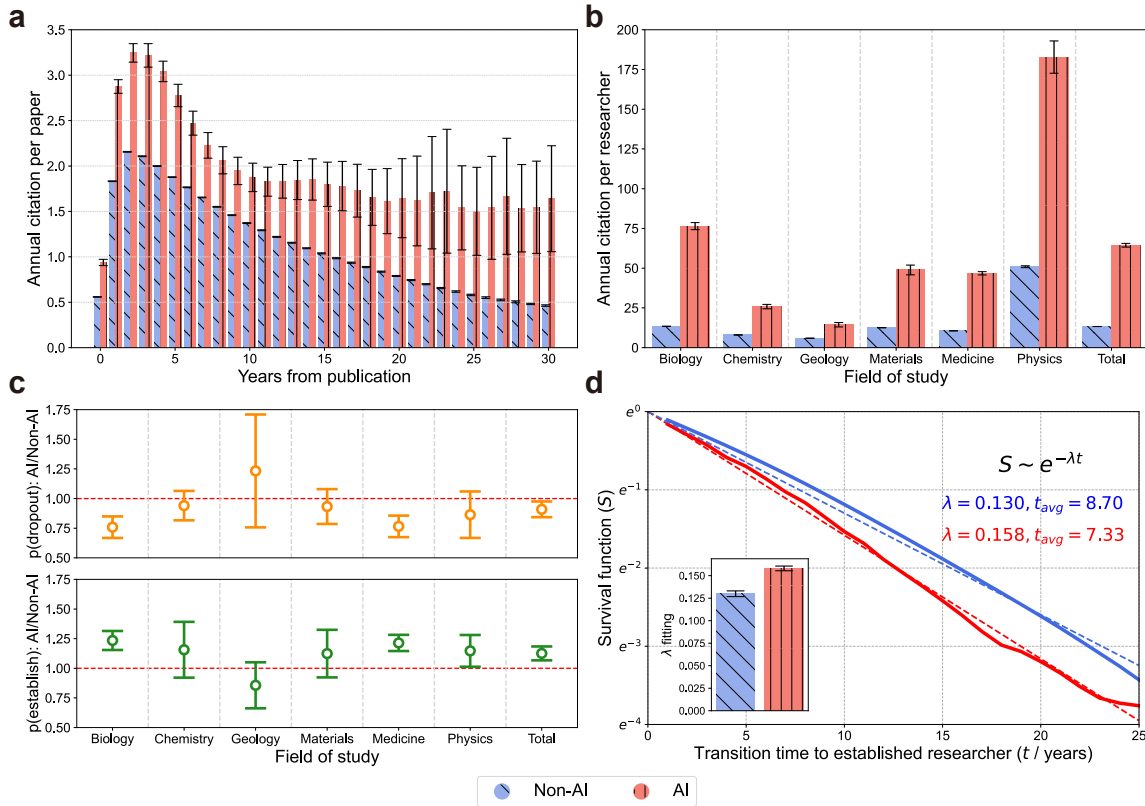 a
3.5
3.0
2.5
2.0
1.5
1.0
0.5
0.0
Annual citation per paper
0 5 10 15 20 25 30
Years from publication
b
200
175
150
125
100
75
50
25
0
Annual citation per researcher
Biology Chemistry Geology Materials Medicine Physics Total
Field of study
c
1.75
1.50
1.25
1.00
0.75
0.50
p(dropout): AI/Non-AI
1.75
1.50
1.25
1.00
0.75
0.50
p(establish): AI/Non-AI
Biology Chemistry Geology Materials Medicine Physics Total
Field of study
d
e⁰
e⁻¹
e⁻²
e⁻³
e⁻⁴
Survival function (S)
S ~ e^{-λt}
λ = 0.130, t_{avg} = 8.70
λ = 0.158, t_{avg} = 7.33
0.150
0.125
0.100
0.075
0.050
0.025
0.000
λ fitting
0 5 10 15 20 25
Transition time to established researcher (t / years)
Non-AI AI